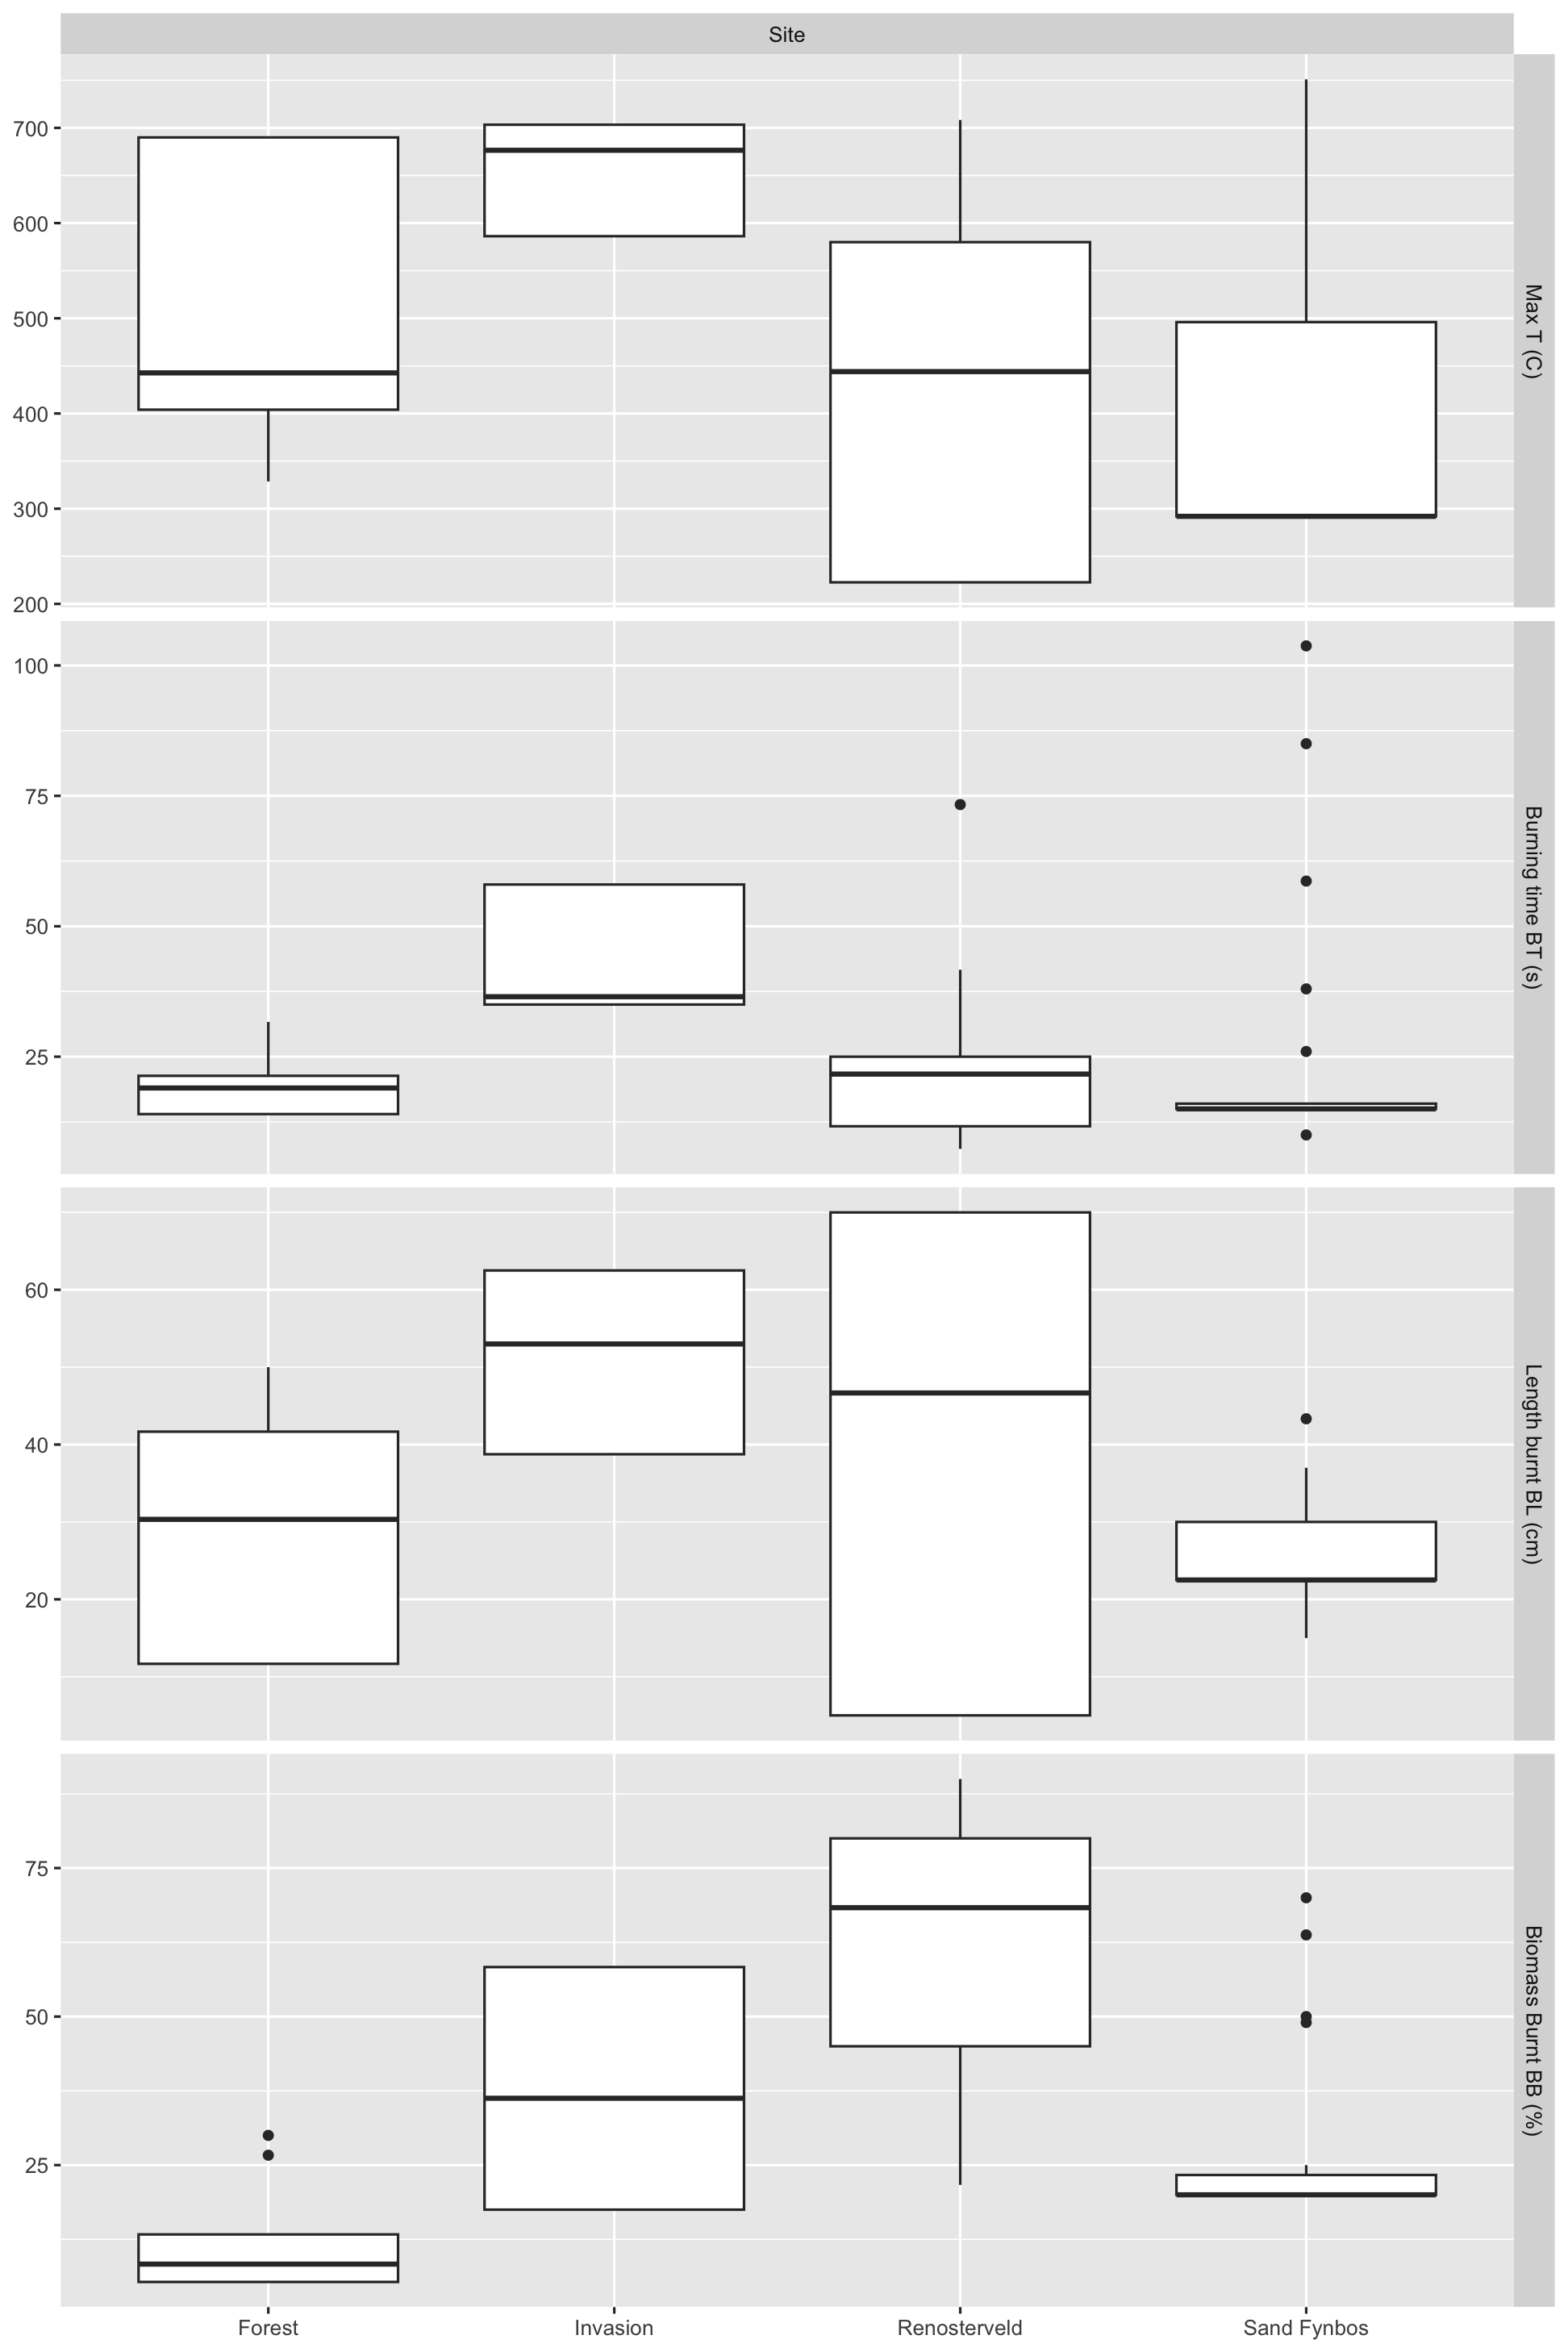 Site
700
600
500
400
300
200
Max T (C)
100
75
50
25
Burning time BT (s)
60
40
20
Length burnt BL (cm)
75
50
25
Biomass Burnt BB (%)
Forest Invasion Renosterveld Sand Fynbos